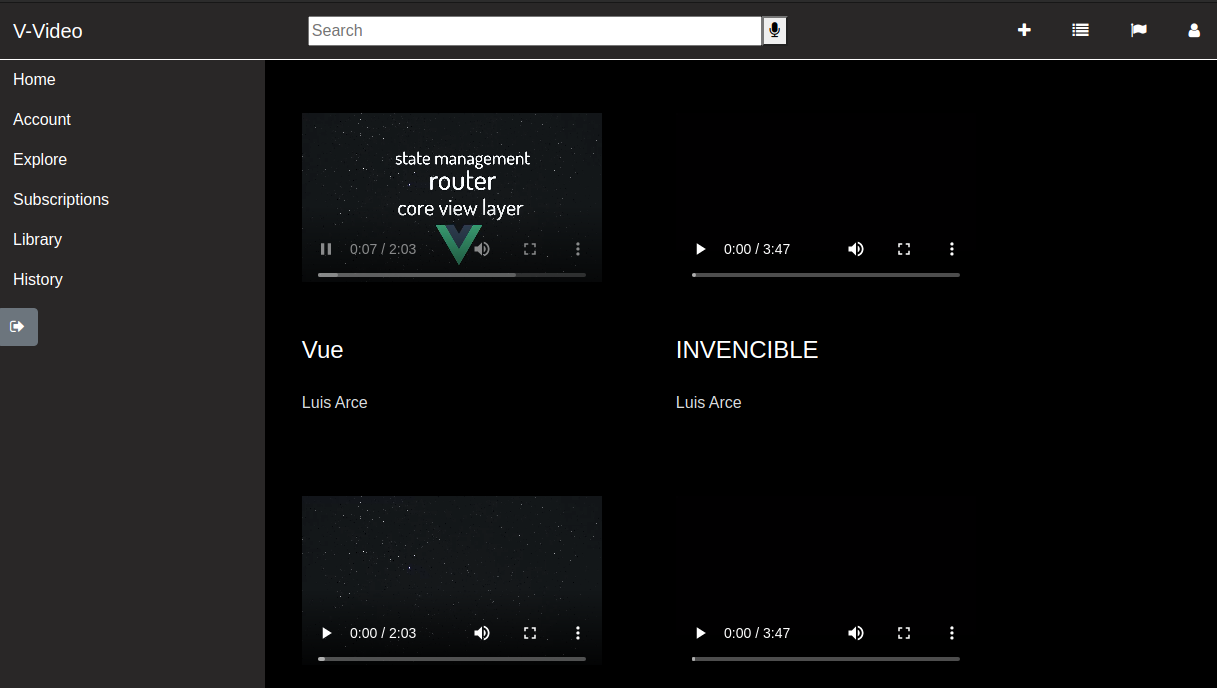 V-Video
Search
Home
Account
Explore
Subscriptions
Library
History
state management
router
core view layer
0:07 / 2:03
0:00 / 3:47
Vue
INVENCIBLE
Luis Arce
Luis Arce
0:00 / 2:03
0:00 / 3:47